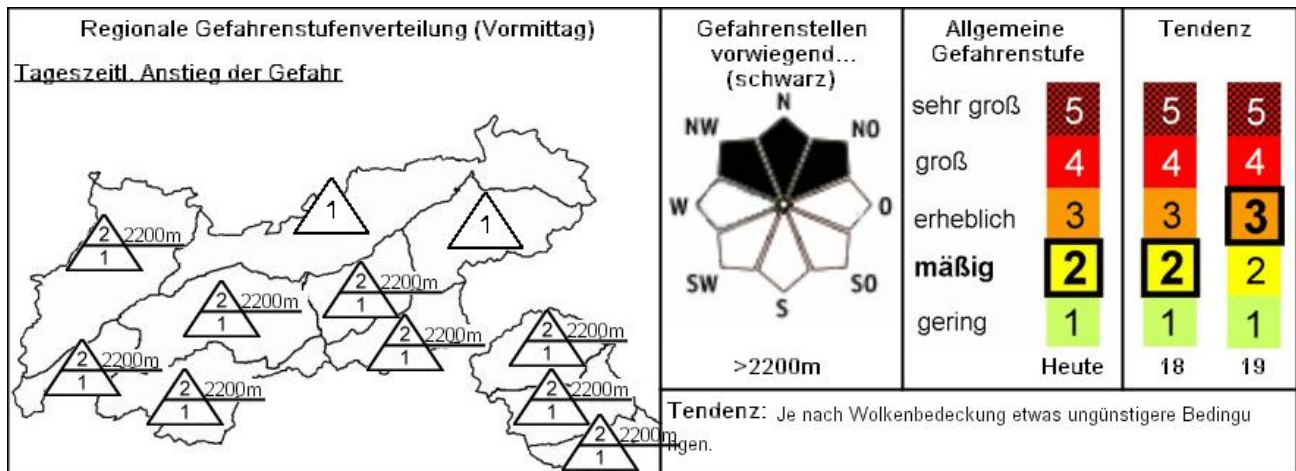 Regionale Gefahrenstufenverteilung (Vormittag)
Tageszeitl. Anstieg der Gefahr
1
1
2 2200m
1
2 2200m
1
2 2200m
1
2 2200m
1
2 2200m
1
2 2200m
1
2 2200m
1
2 2200m
1
2 2200m
1
Gefahrenstellen
vorwiegend...
(schwarz)
N
NW NO
W O
SW SO
S
>2200m
Allgemeine
Gefahrenstufe
Tendenz
sehr groß 5 5 5
groß 4 4 4
erheblich 3 3 3
mäßig 2 2 2
gering 1 1 1
Heute 18 19
Tendenz: Je nach Wolkenbedeckung etwas ungünstigere Bedingu
ngen.